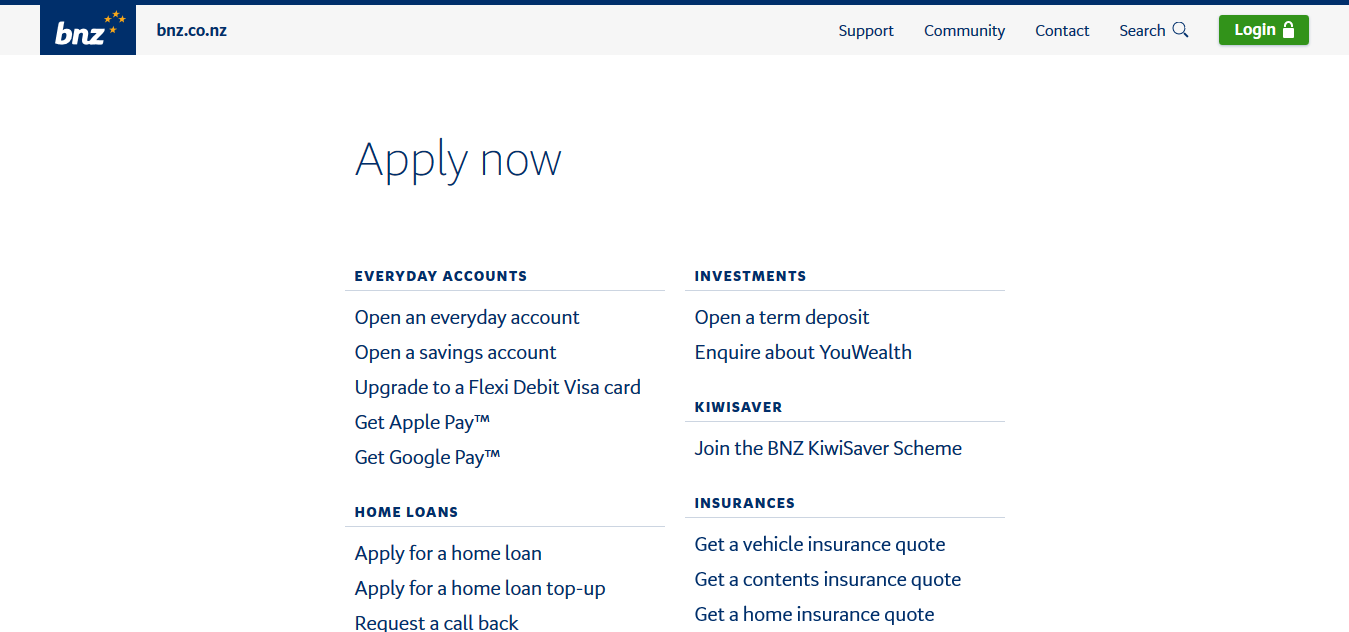 bnz
bnz.co.nz
Support
Community
Contact
Search
Login
Apply now
EVERYDAY ACCOUNTS
Open an everyday account
Open a savings account
Upgrade to a Flexi Debit Visa card
Get Apple Pay™
Get Google Pay™
HOME LOANS
Apply for a home loan
Apply for a home loan top-up
Request a call back
INVESTMENTS
Open a term deposit
Enquire about YouWealth
KIWISAVER
Join the BNZ KiwiSaver Scheme
INSURANCES
Get a vehicle insurance quote
Get a contents insurance quote
Get a home insurance quote